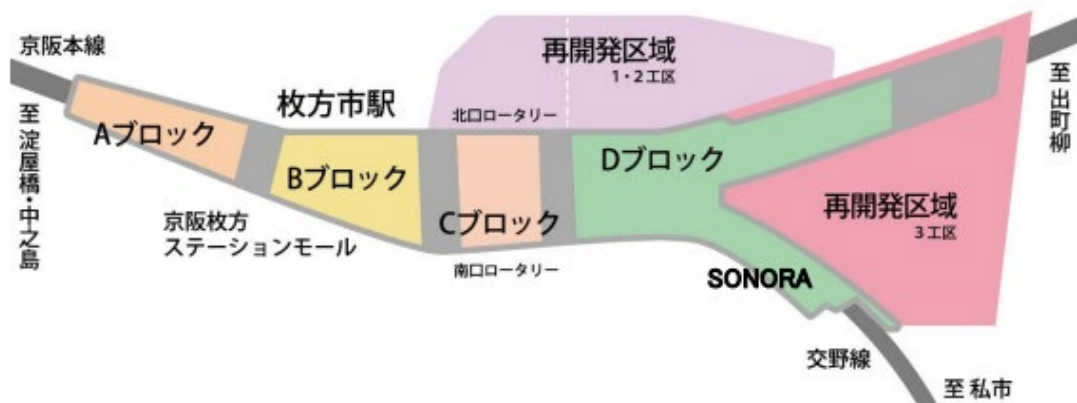 京阪本線
至 淀屋橋・中之島
Aブロック
枚方市駅
Bブロック
京阪枚方
ステーションモール
再開発区域
1・2工区
北口ロータリー
Cブロック
南口ロータリー
Dブロック
SONORA
再開発区域
3工区
至 出町柳
交野線
至 私市